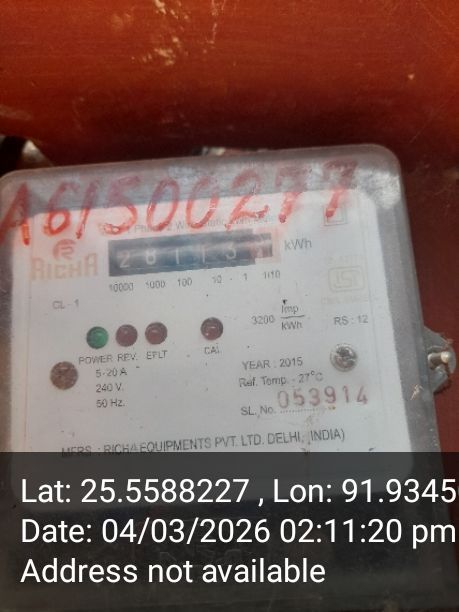 A61500277
RICHA
kWh
10000 1000 100 10 - 1 1/10
CL - 1
3200 Imp/kWh
RS : 12
POWER REV. E/FLT CAL
5-20 A
240 V.
50 Hz.
YEAR : 2015
Ref. Temp. - 27°C
SL. No. 053914
MFRS : RICHA EQUIPMENTS PVT. LTD. DELHI, (INDIA)
Lat: 25.5588227 , Lon: 91.9345
Date: 04/03/2026 02:11:20 pm
Address not available